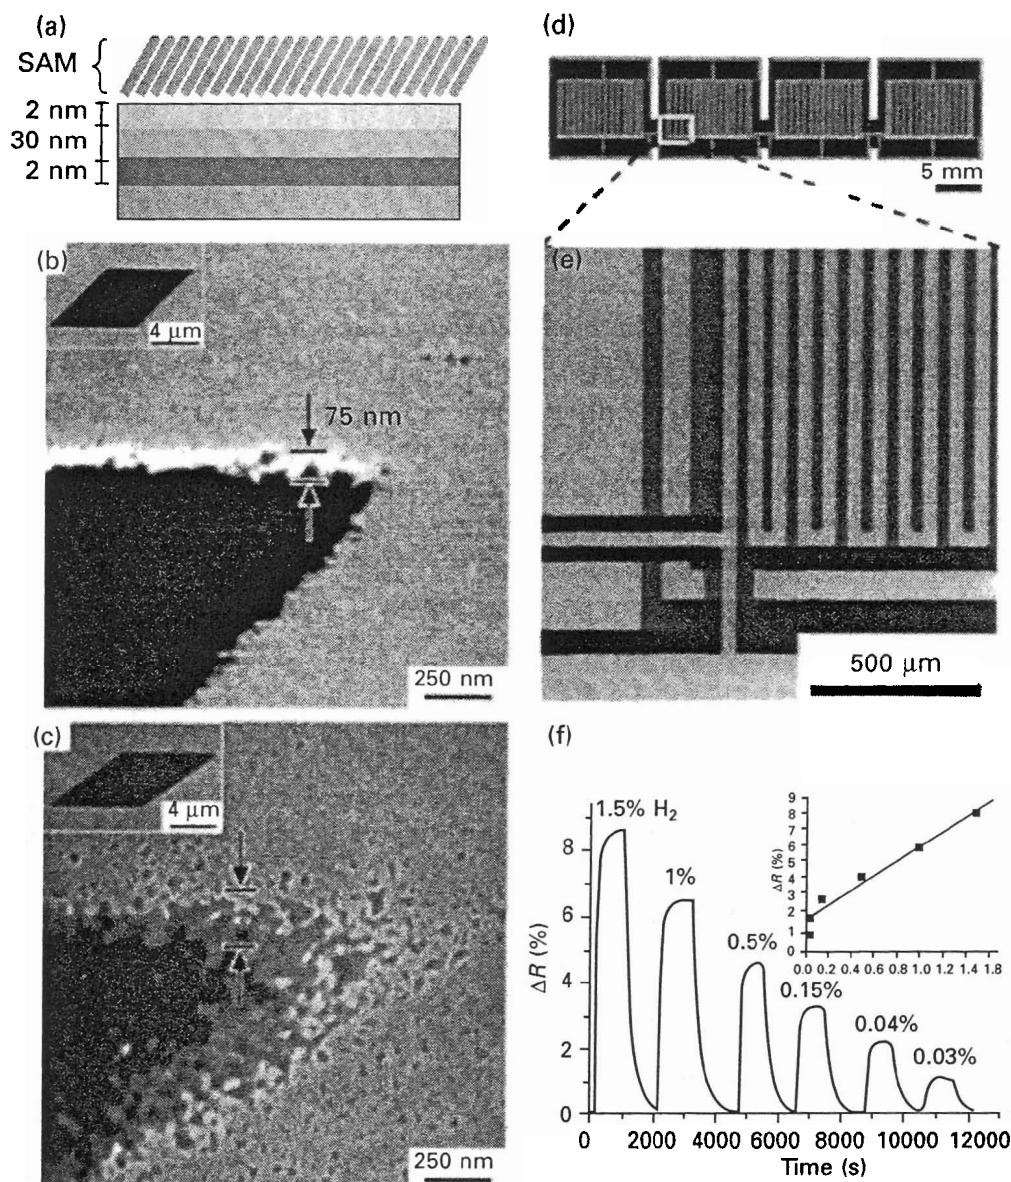 (a)
SAM
2 nm
30 nm
2 nm
(b)
4 μm
75 nm
250 nm
(c)
4 μm
250 nm
(d)
5 mm
(e)
500 μm
(f)
1.5% H₂
1%
0.5%
0.15%
0.04%
0.03%
ΔR (%)
8
6
4
2
0
0 2000 4000 6000 8000 10000 12000
Time (s)
ΔR (%)
9
8
7
6
5
4
3
2
1
0
0.0 0.2 0.4 0.6 0.8 1.0 1.2 1.4 1.6 1.8